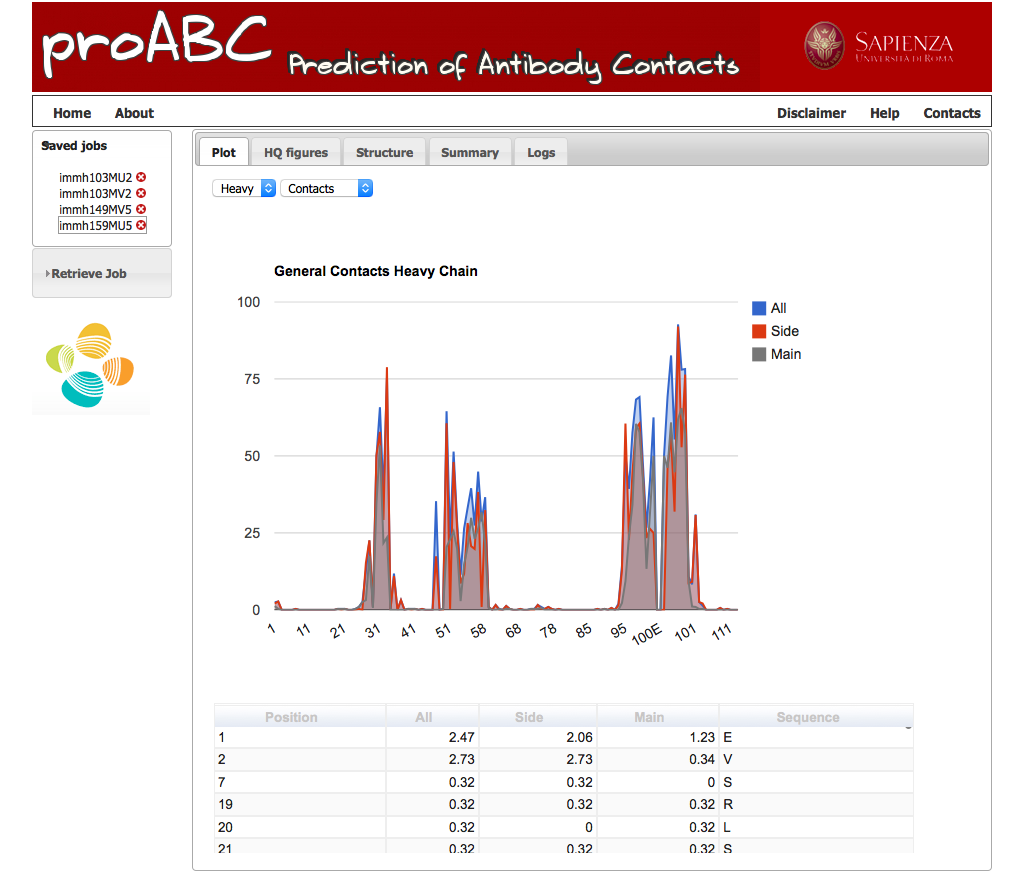 proABC
Prediction of Antibody Contacts
SAPIENZA
UNIVERSITÀ DI ROMA
Home About Disclaimer Help Contacts
Saved jobs
immh103MU2
immh103MV2
immh149MV5
immh159MU5
Retrieve Job
Plot HQ figures Structure Summary Logs
Heavy Contacts
General Contacts Heavy Chain
100
75
50
25
0
1 11 21 31 41 51 58 68 78 85 95 100E 101 111
All
Side
Main
Position All Side Main Sequence
1 2.47 2.06 1.23 E
2 2.73 2.73 0.34 V
7 0.32 0.32 0 S
19 0.32 0.32 0.32 R
20 0.32 0 0.32 L
21 0.32 0.32 0.32 S